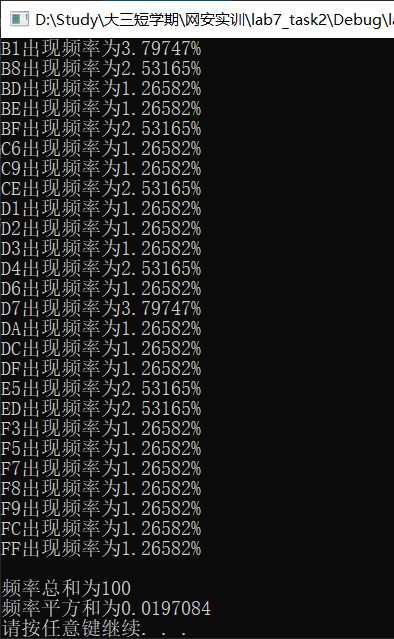 D:\Study\大三短学期\网安实训\lab7_task2\Debug\la
B1出现频率为3.79747%
B8出现频率为2.53165%
BD出现频率为1.26582%
BE出现频率为1.26582%
BF出现频率为2.53165%
C6出现频率为1.26582%
C9出现频率为1.26582%
CE出现频率为2.53165%
D1出现频率为1.26582%
D2出现频率为1.26582%
D3出现频率为1.26582%
D4出现频率为2.53165%
D6出现频率为1.26582%
D7出现频率为3.79747%
DA出现频率为1.26582%
DC出现频率为1.26582%
DF出现频率为1.26582%
E5出现频率为2.53165%
ED出现频率为2.53165%
F3出现频率为1.26582%
F5出现频率为1.26582%
F7出现频率为1.26582%
F8出现频率为1.26582%
F9出现频率为1.26582%
FC出现频率为1.26582%
FF出现频率为1.26582%
频率总和为100
频率平方和为0.0197084
请按任意键继续. . .